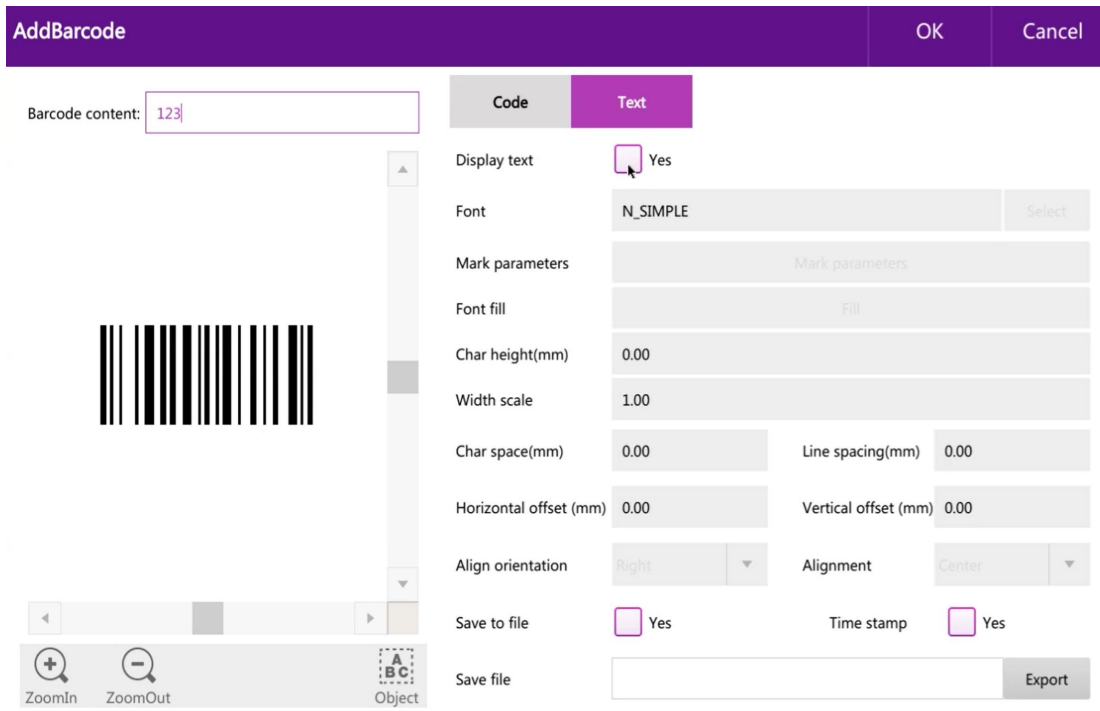 AddBarcode OK Cancel
Barcode content: 123
Code Text
Display text Yes
Font N_SIMPLE Select
Mark parameters Mark parameters
Font fill Fill
Char height(mm) 0.00
Width scale 1.00
Char space(mm) 0.00 Line spacing(mm) 0.00
Horizontal offset (mm) 0.00 Vertical offset (mm) 0.00
Align orientation Right Alignment Center
Save to file Yes Time stamp Yes
Save file Export
ZoomIn ZoomOut A
BC
Object